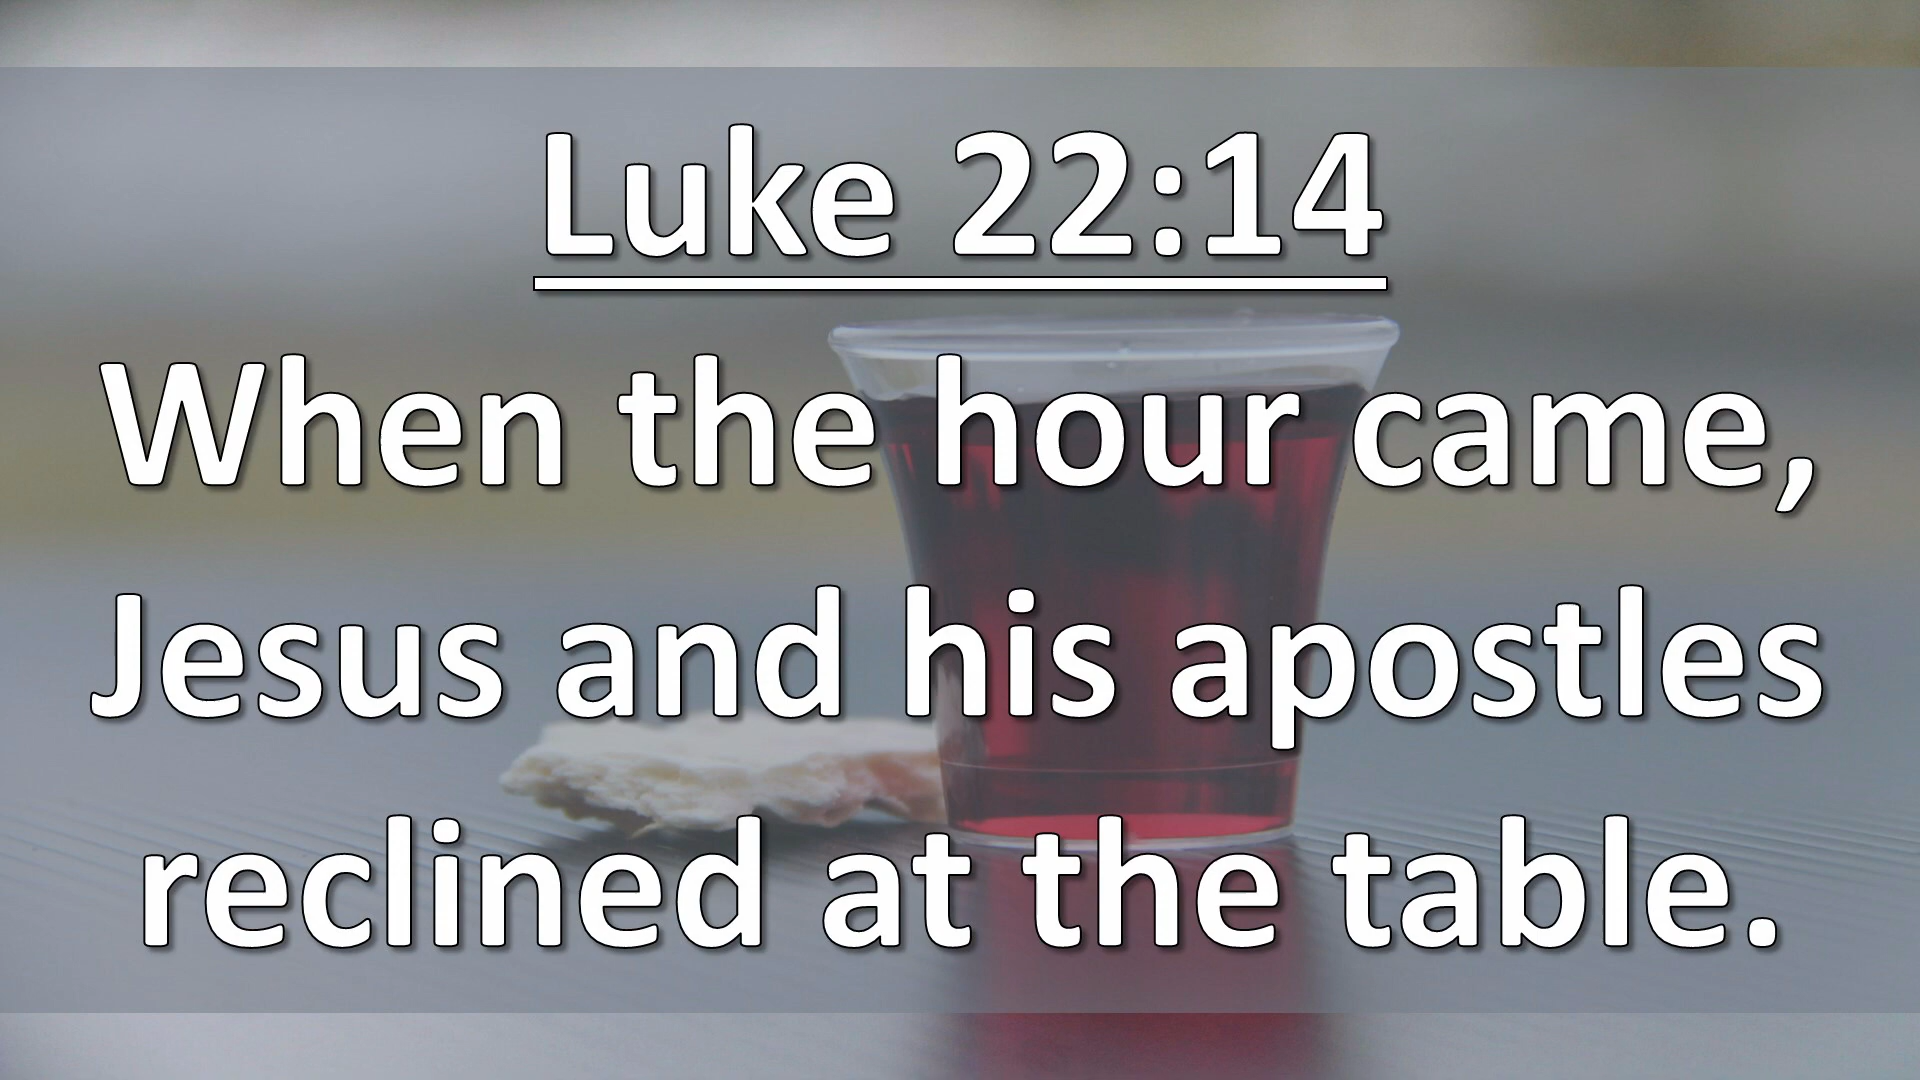 Luke 22:14
When the hour came,
Jesus and his apostles
reclined at the table.